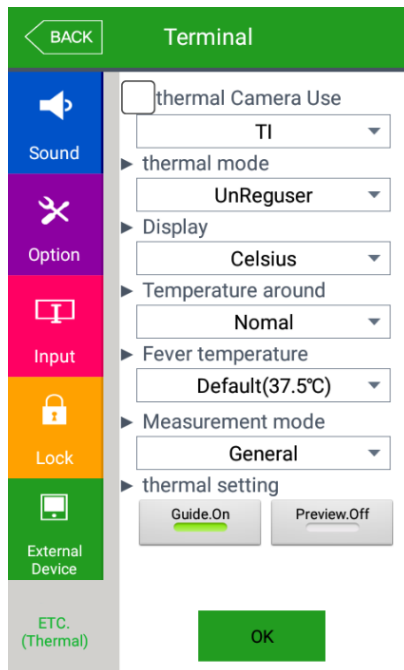 BACK
Terminal
Sound
Option
Input
Lock
External
Device
ETC.
(Thermal)
thermal Camera Use
TI
thermal mode
UnReguser
Display
Celsius
Temperature around
Nomal
Fever temperature
Default(37.5℃)
Measurement mode
General
thermal setting
Guide.On
Preview.Off
OK